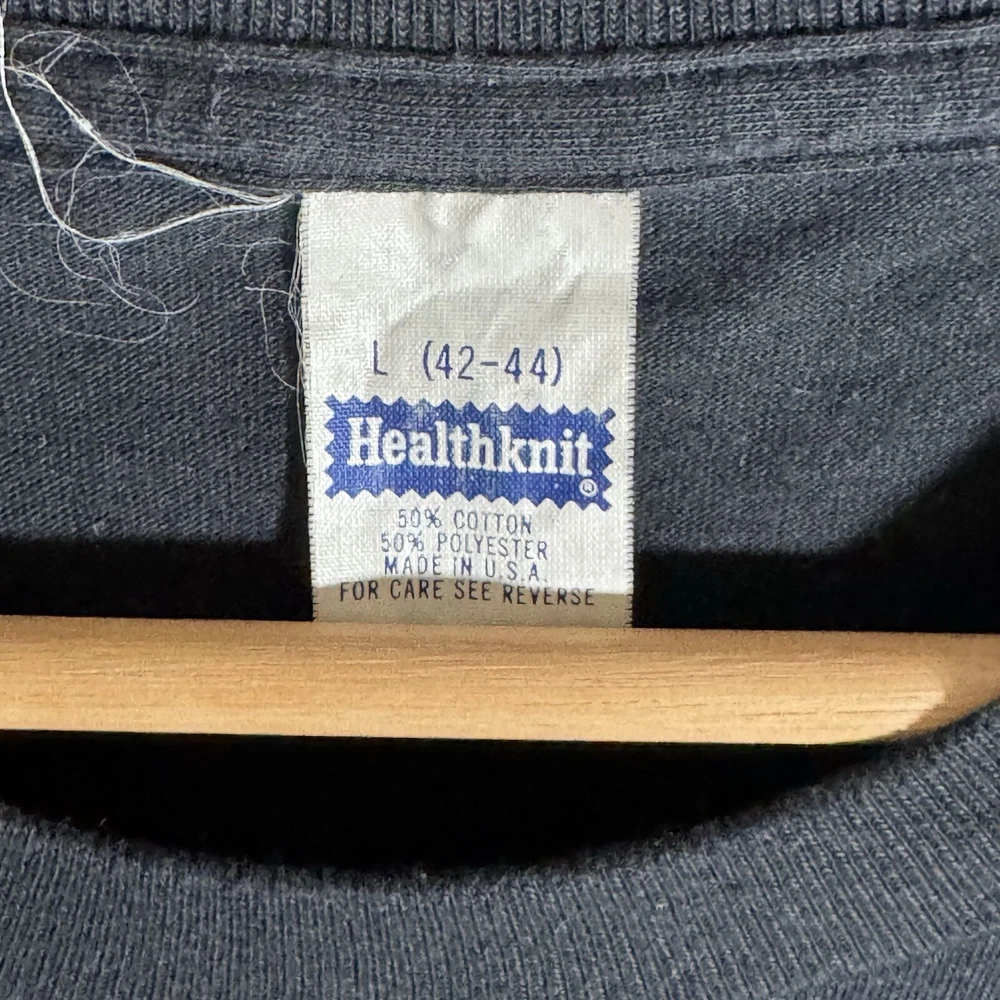 L (42-44)
Healthknit®
50% COTTON
50% POLYESTER
MADE IN U.S.A.
FOR CARE SEE REVERSE